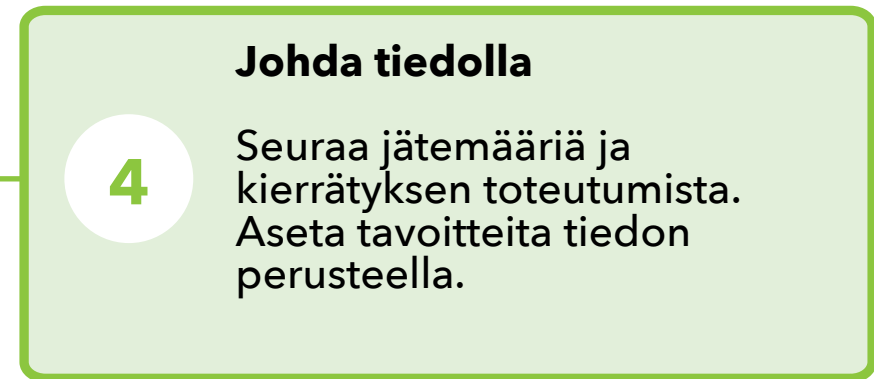 Johda tiedolla
4
Seuraa jätemääriä ja
kierrätyksen toteutumista.
Aseta tavoitteita tiedon
perusteella.